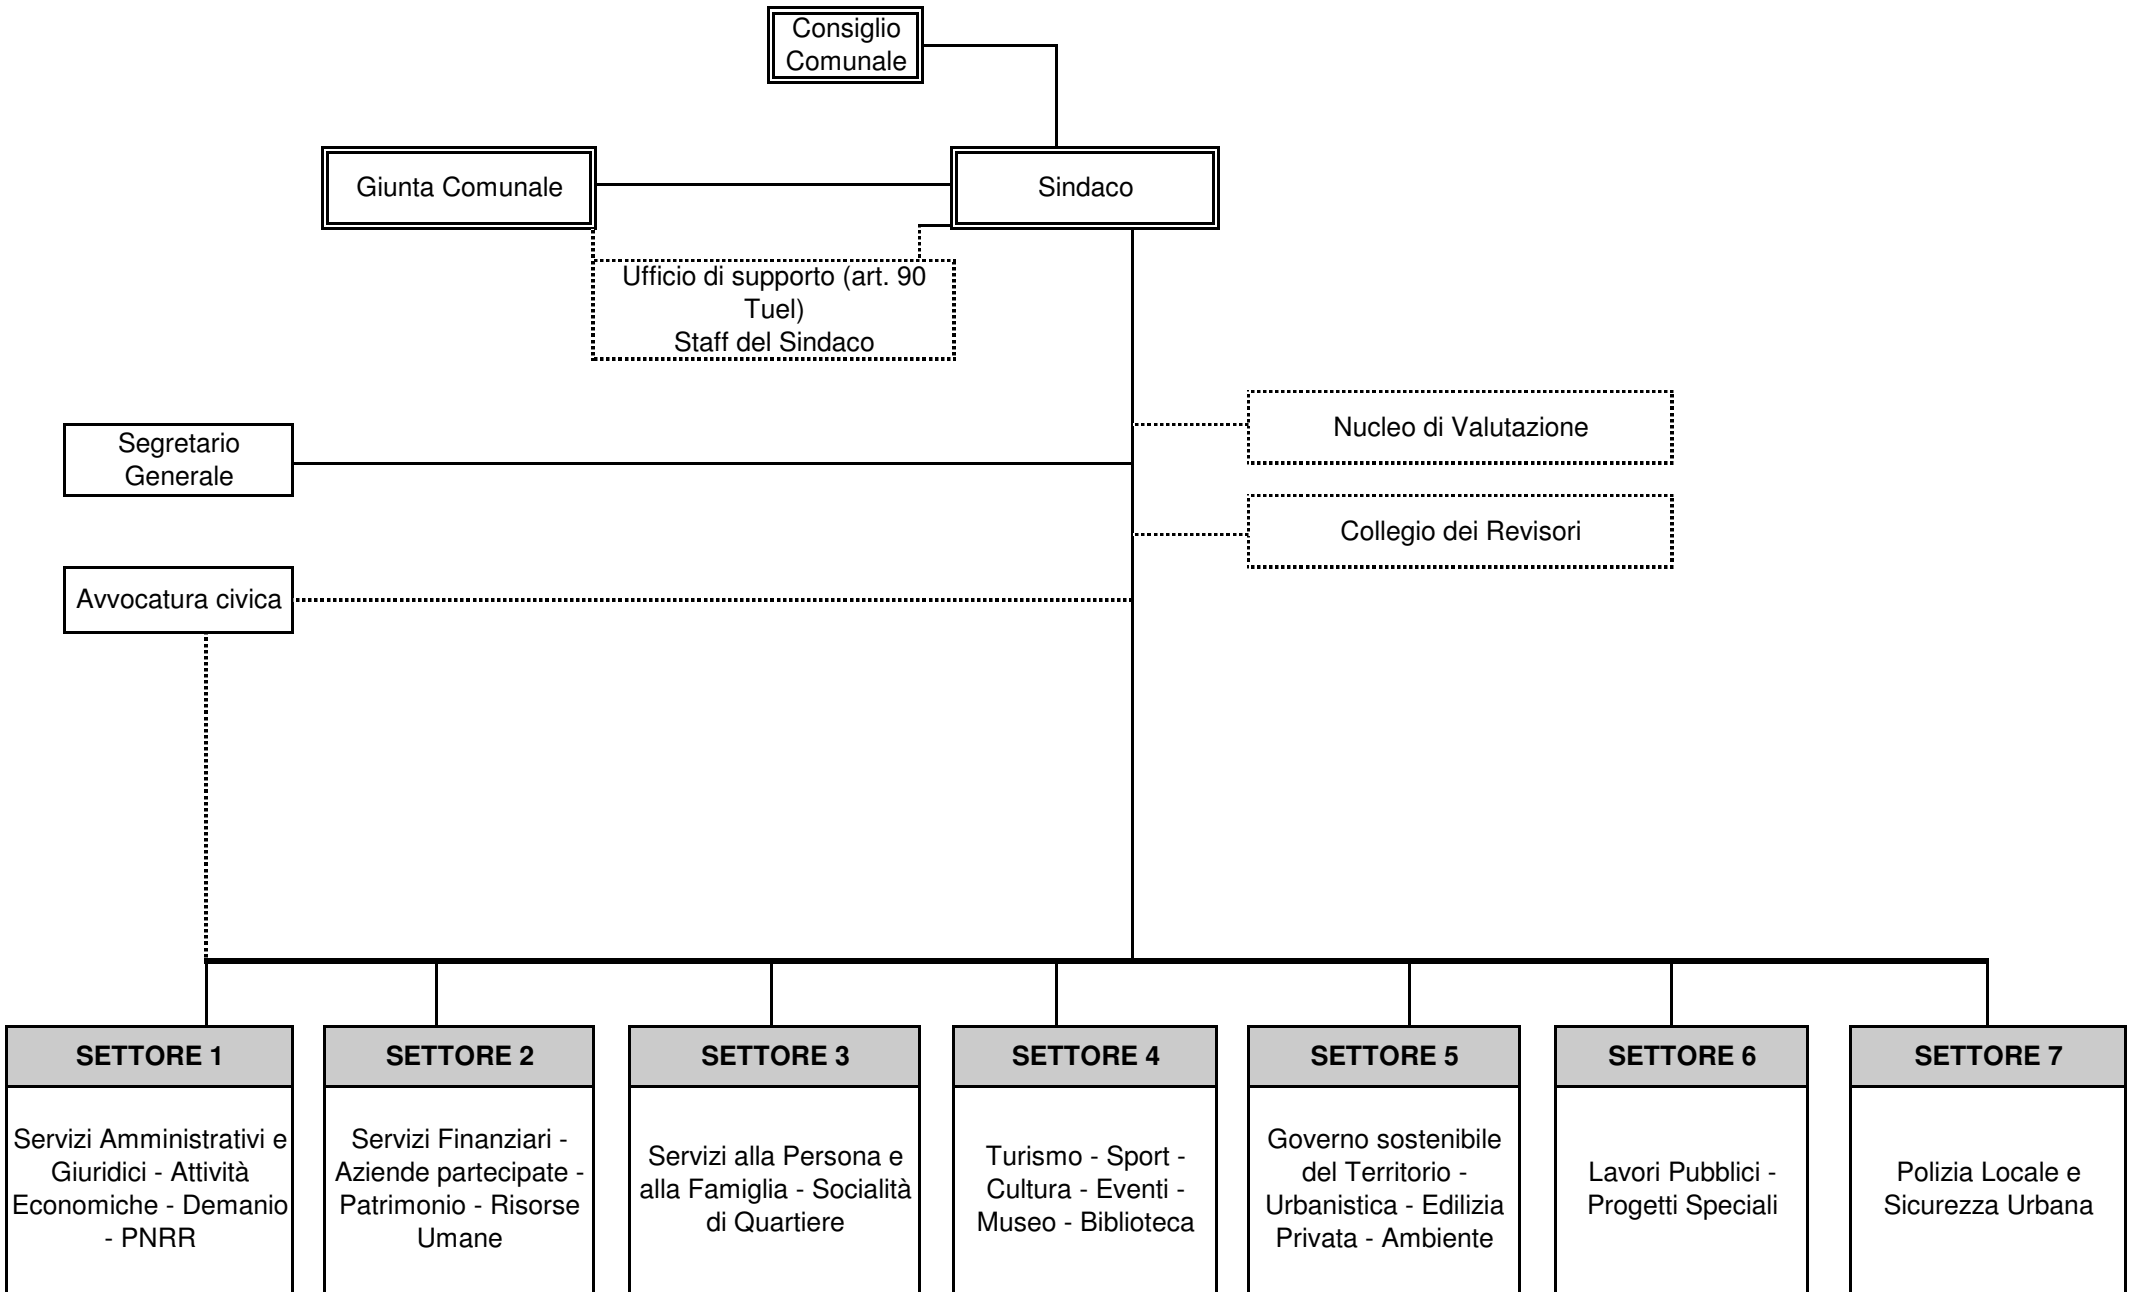 Consiglio
Comunale
Giunta Comunale
Sindaco
Ufficio di supporto (art. 90
Tuel)
Staff del Sindaco
Nucleo di Valutazione
Segretario
Generale
Collegio dei Revisori
Avvocatura civica
SETTORE 1
Servizi Amministrativi e
Giuridici - Attività
Economiche - Demanio
- PNRR
SETTORE 2
Servizi Finanziari -
Aziende partecipate -
Patrimonio - Risorse
Umane
SETTORE 3
Servizi alla Persona e
alla Famiglia - Socialità
di Quartiere
SETTORE 4
Turismo - Sport -
Cultura - Eventi -
Museo - Biblioteca
SETTORE 5
Governo sostenibile
del Territorio -
Urbanistica - Edilizia
Privata - Ambiente
SETTORE 6
Lavori Pubblici -
Progetti Speciali
SETTORE 7
Polizia Locale e
Sicurezza Urbana